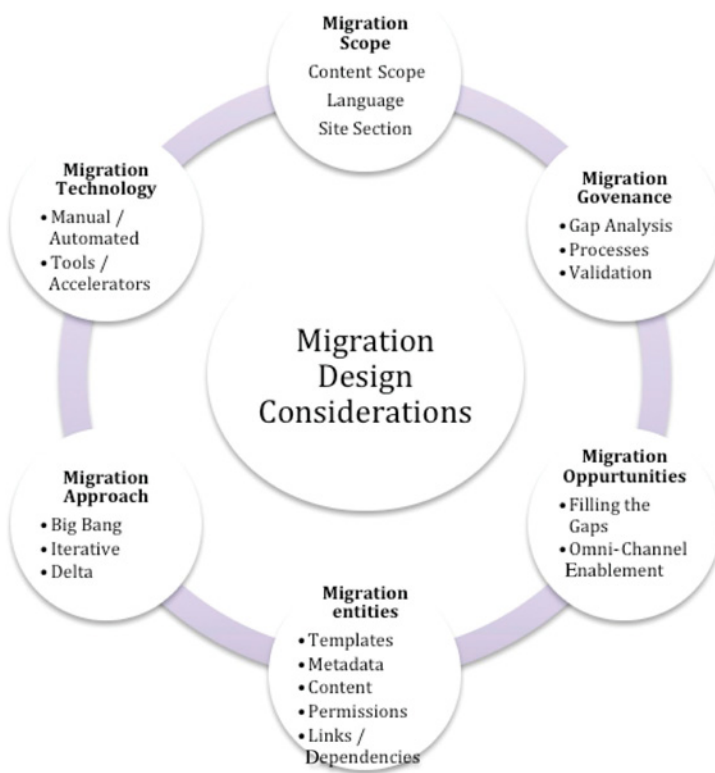 Migration
Scope
Content Scope
Language
Site Section
Migration
Govenance
• Gap Analysis
• Processes
• Validation
Migration
Oppurtunities
• Filling the
Gaps
• Omni-Channel
Enablement
Migration
entities
• Templates
• Metadata
• Content
• Permissions
• Links /
Dependencies
Migration
Approach
• Big Bang
• Iterative
• Delta
Migration
Technology
• Manual /
Automated
• Tools /
Accelerators
Migration
Design
Considerations